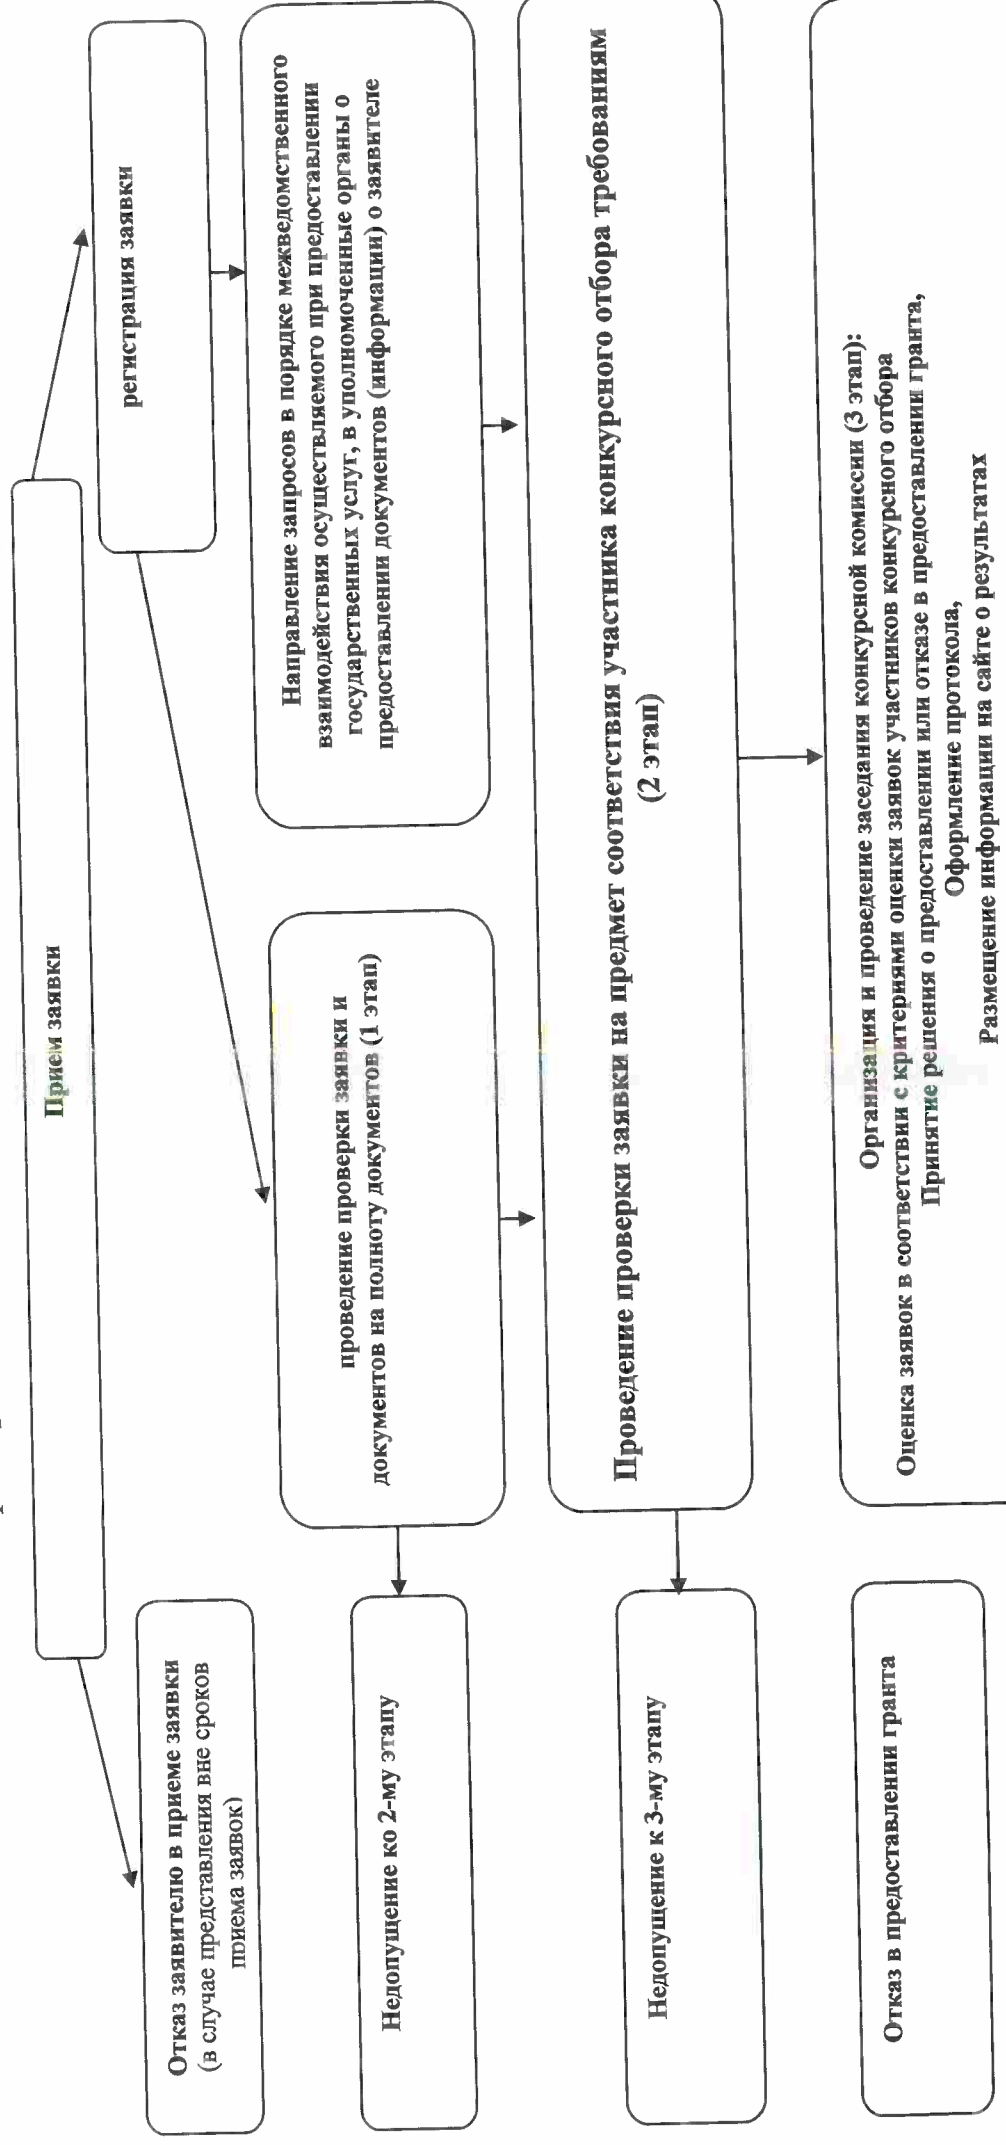 Прием заявки
Отказ заявителю в приеме заявки
(в случае представления вне сроков
приема заявок)
регистрация заявки
Недопущение ко 2-му этапу
проведение проверки заявки и
документов на полноту документов (1 этап)
Направление запросов в порядке межведомственного
взаимодействия осуществляемого при предоставлении
государственных услуг, в уполномоченные органы о
предоставлении документов (информации) о заявителе
Недопущение к 3-му этапу
Проведение проверки заявки на предмет соответствия участника конкурсного отбора требованиям
(2 этап)
Отказ в предоставлении гранта
Организация и проведение заседания конкурсной комиссии (3 этап):
Оценка заявок в соответствии с критериями оценки заявок участников конкурсного отбора
Принятие решения о предоставлении или отказе в предоставлении гранта,
Оформление протокола,
Размещение информации на сайте о результатах